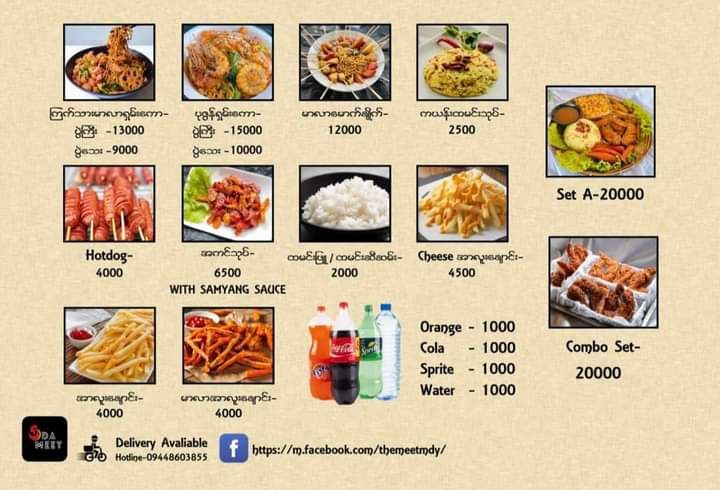 ကြက်သားမာလာရှမ်းကော-
ပွဲကြီး -13000
ပွဲသေး -9000
ပုဇွန်ရှမ်းကော-
ပွဲကြီး -15000
ပွဲသေး -10000
မာလာမောက်ချိုက်-
12000
ကယန်းထမင်းသုပ်-
2500
Set A-20000
Hotdog-
4000
အကင်သုပ်-
6500
WITH SAMYANG SAUCE
ထမင်းဖြူ / ထမင်းဆီဆမ်း-
2000
Cheese အာလူးချောင်း-
4500
Combo Set-
20000
အာလူးချောင်း-
4000
မာလာအာလူးချောင်း-
4000
Fanta
Coca-Cola
Sprite
Orange - 1000
Cola - 1000
Sprite - 1000
Water - 1000
SDA
MEET
Delivery Avaliable
Hotline-09448603855
f
https://m.facebook.com/themeetmdy/